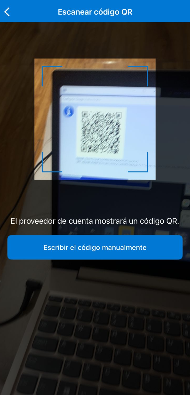 Escanear código QR
El proveedor de cuenta mostrará un código QR.
Escribir el código manualmente